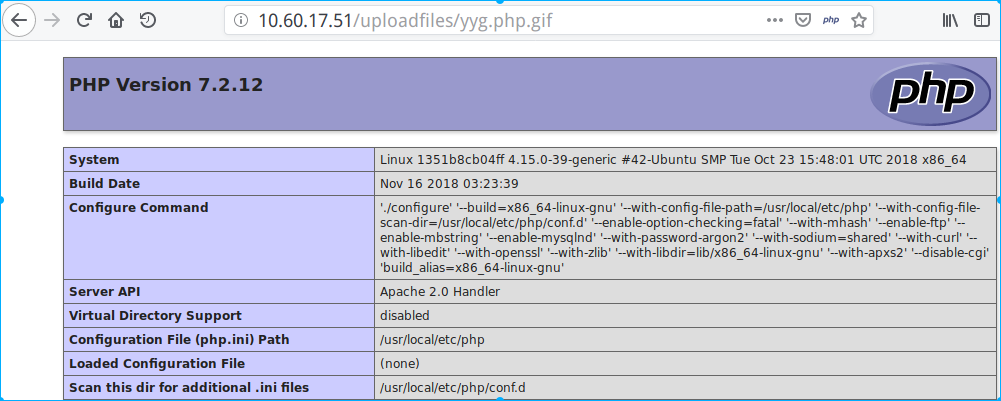 10.60.17.51/uploadfiles/yyg.php.gif
php
PHP Version 7.2.12
php
System Linux 1351b8cb04ff 4.15.0-39-generic #42-Ubuntu SMP Tue Oct 23 15:48:01 UTC 2018 x86_64
Build Date Nov 16 2018 03:23:39
Configure Command './configure' '--build=x86_64-linux-gnu' '--with-config-file-path=/usr/local/etc/php' '--with-config-file-
scan-dir=/usr/local/etc/php/conf.d' '--enable-option-checking=fatal' '--with-mhash' '--enable-ftp' '--
enable-mbstring' '--enable-mysqlnd' '--with-password-argon2' '--with-sodium=shared' '--with-curl' '--
with-libedit' '--with-openssl' '--with-zlib' '--with-libdir=lib/x86_64-linux-gnu' '--with-apxs2' '--disable-cgi'
'build_alias=x86_64-linux-gnu'
Server API Apache 2.0 Handler
Virtual Directory Support disabled
Configuration File (php.ini) Path /usr/local/etc/php
Loaded Configuration File (none)
Scan this dir for additional .ini files /usr/local/etc/php/conf.d